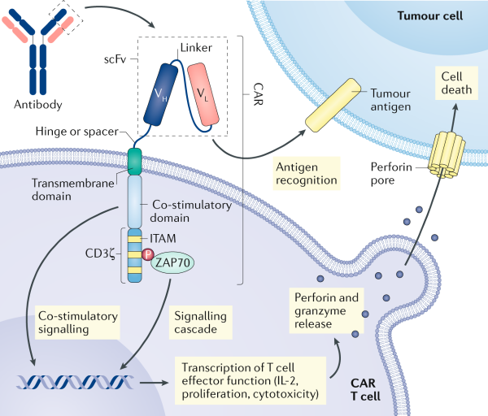 Tumour cell
Antibody
scFv
Linker
V_H
V_L
CAR
Hinge or spacer
Transmembrane
domain
Co-stimulatory
domain
CD3ζ
ITAM
P
ZAP70
Antigen
recognition
Tumour
antigen
Cell
death
Perforin
pore
Co-stimulatory
signalling
Signalling
cascade
Perforin and
granzyme
release
Transcription of T cell
effector function (IL-2,
proliferation, cytotoxicity)
CAR
T cell